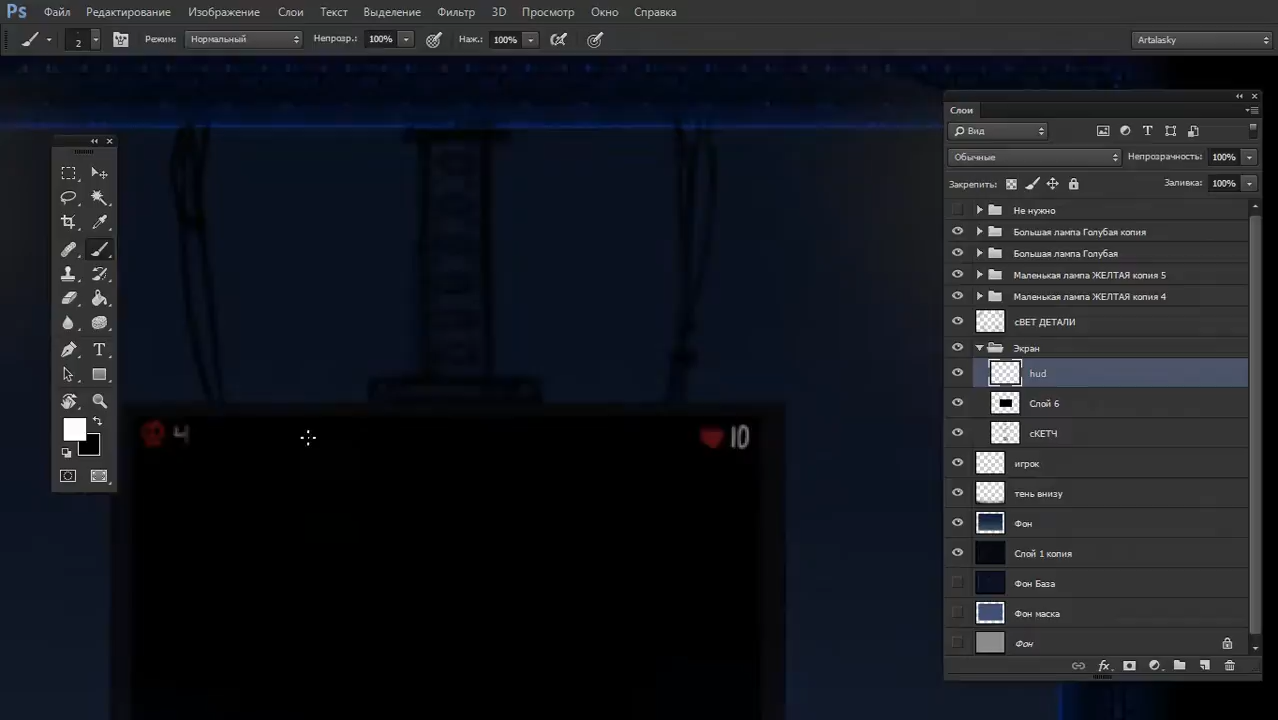 Ps Файл Редактирование Изображение Слои Текст Выделение Фильтр 3D Просмотр Окно Справка
2 Режим: Нормальный Непрозр.: 100% Наж.: 100% Artalasky
Слои
Вид
Обычные Непрозрачность: 100%
Закрепить: Заливка: 100%
Не нужно
Большая лампа Голубая копия
Большая лампа Голубая
Маленькая лампа ЖЕЛТАЯ копия 5
Маленькая лампа ЖЕЛТАЯ копия 4
сВЕТ ДЕТАЛИ
Экран
hud
Слой 6
сКЕТЧ
игрок
тень внизу
Фон
Слой 1 копия
Фон База
Фон маска
Фон
4
10